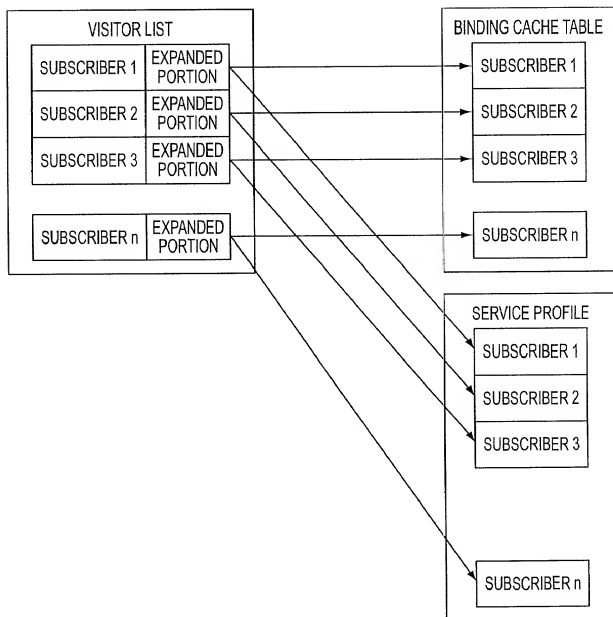 VISITOR LIST
SUBSCRIBER 1
EXPANDED
PORTION
SUBSCRIBER 2
EXPANDED
PORTION
SUBSCRIBER 3
EXPANDED
PORTION
SUBSCRIBER n
EXPANDED
PORTION
BINDING CACHE TABLE
SUBSCRIBER 1
SUBSCRIBER 2
SUBSCRIBER 3
SUBSCRIBER n
SERVICE PROFILE
SUBSCRIBER 1
SUBSCRIBER 2
SUBSCRIBER 3
SUBSCRIBER n